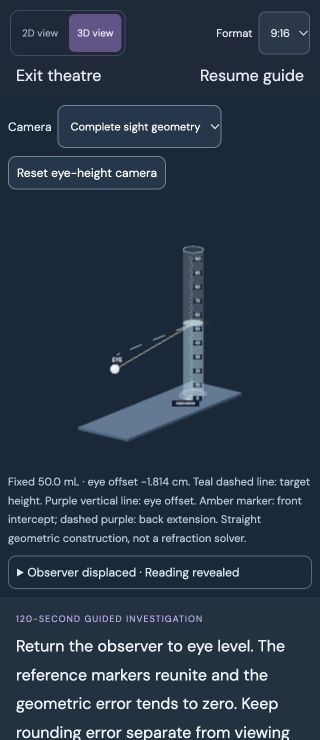 2D view 3D view Format 9:16
Exit theatre Resume guide
Camera Complete sight geometry
Reset eye-height camera
EYE
Fixed 50.0 mL · eye offset −1.814 cm. Teal dashed line: target
height. Purple vertical line: eye offset. Amber marker: front
intercept; dashed purple: back extension. Straight
geometric construction, not a refraction solver.
▶ Observer displaced · Reading revealed
120-SECOND GUIDED INVESTIGATION
Return the observer to eye level. The
reference markers reunite and the
geometric error tends to zero. Keep
rounding error separate from viewing